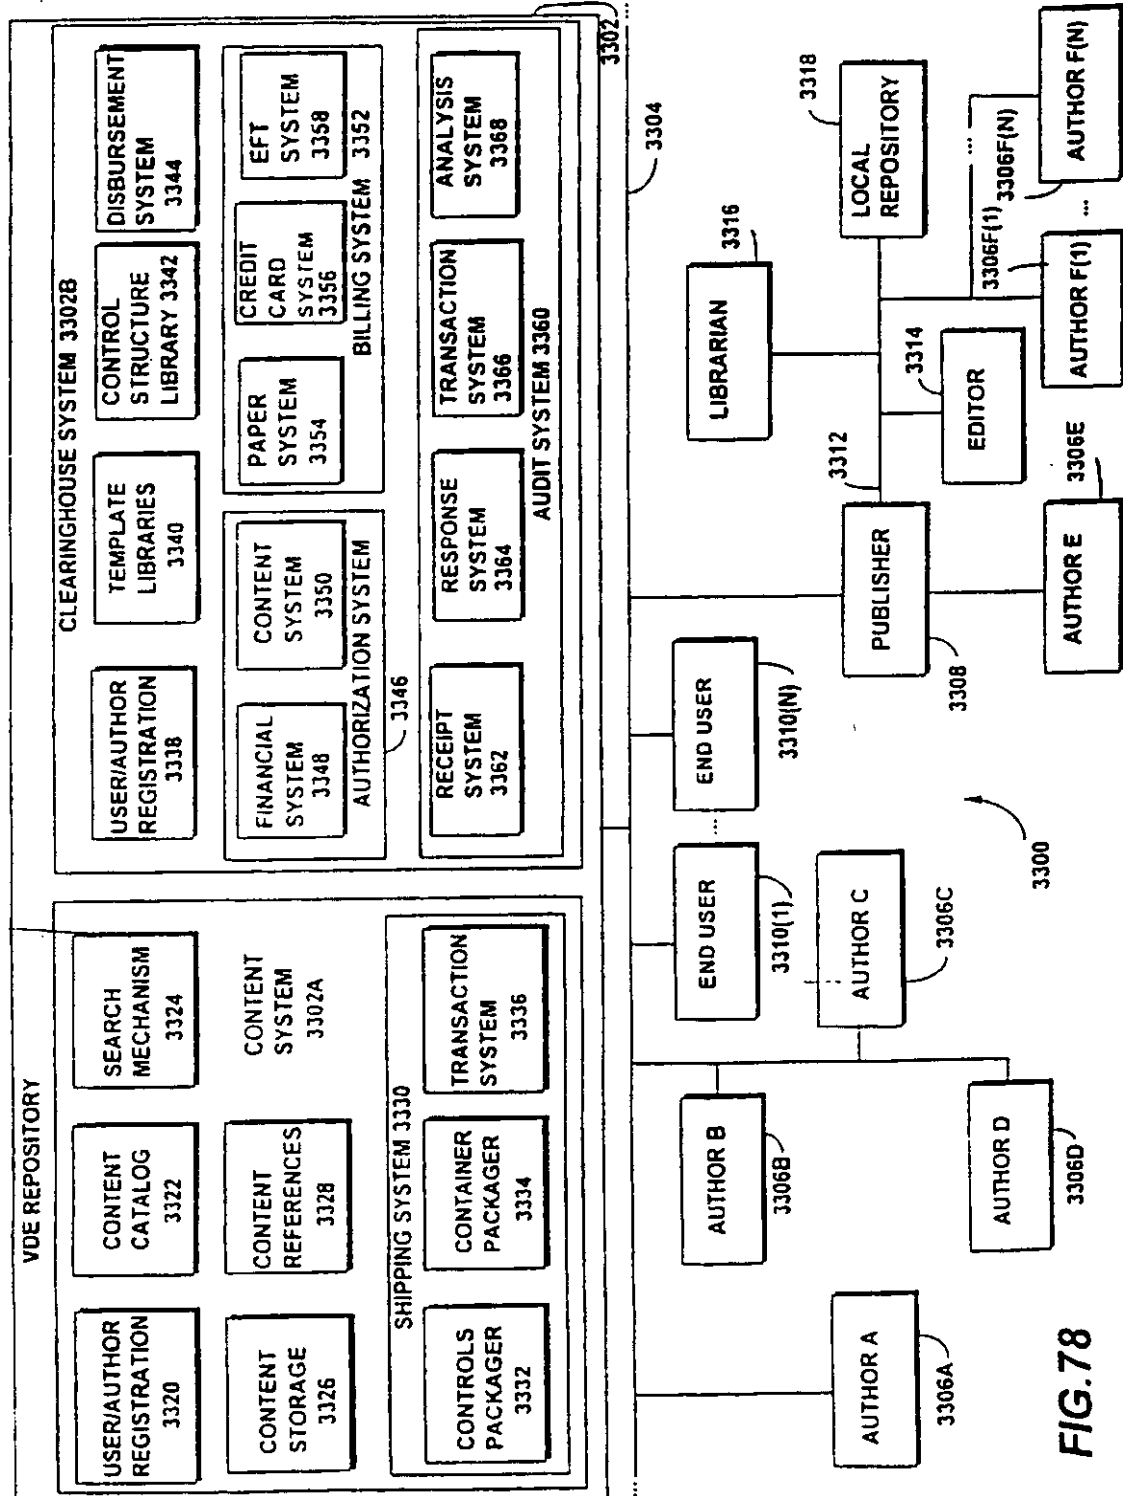 VDE REPOSITORY
USER/AUTHOR
REGISTRATION
3320
CONTENT
CATALOG
3322
SEARCH
MECHANISM
3324
CONTENT
STORAGE
3326
CONTENT
REFERENCES
3328
CONTENT
SYSTEM
3302A
SHIPPING SYSTEM 3330
CONTROLS
PACKAGER
3332
CONTAINER
PACKAGER
3334
TRANSACTION
SYSTEM
3336
CLEARINGHOUSE SYSTEM 3302B
USER/AUTHOR
REGISTRATION
3338
TEMPLATE
LIBRARIES
3340
CONTROL
STRUCTURE
LIBRARY 3342
DISBURSEMENT
SYSTEM
3344
FINANCIAL
SYSTEM
3348
CONTENT
SYSTEM
3350
AUTHORIZATION SYSTEM
3346
PAPER
SYSTEM
3354
CREDIT
CARD
SYSTEM
3356
EFT
SYSTEM
3358
BILLING SYSTEM 3352
RECEIPT
SYSTEM
3362
RESPONSE
SYSTEM
3364
TRANSACTION
SYSTEM
3366
ANALYSIS
SYSTEM
3368
AUDIT SYSTEM 3360
3302
3304
AUTHOR A
3306A
AUTHOR B
3306B
AUTHOR C
3306C
AUTHOR D
3306D
END USER
3310(1)
END USER
3310(N)
3300
PUBLISHER
3308
3312
AUTHOR E
3306E
LIBRARIAN
3316
EDITOR
3314
LOCAL
REPOSITORY
3318
AUTHOR F(1)
3306F(1)
...
AUTHOR F(N)
3306F(N)
FIG.78